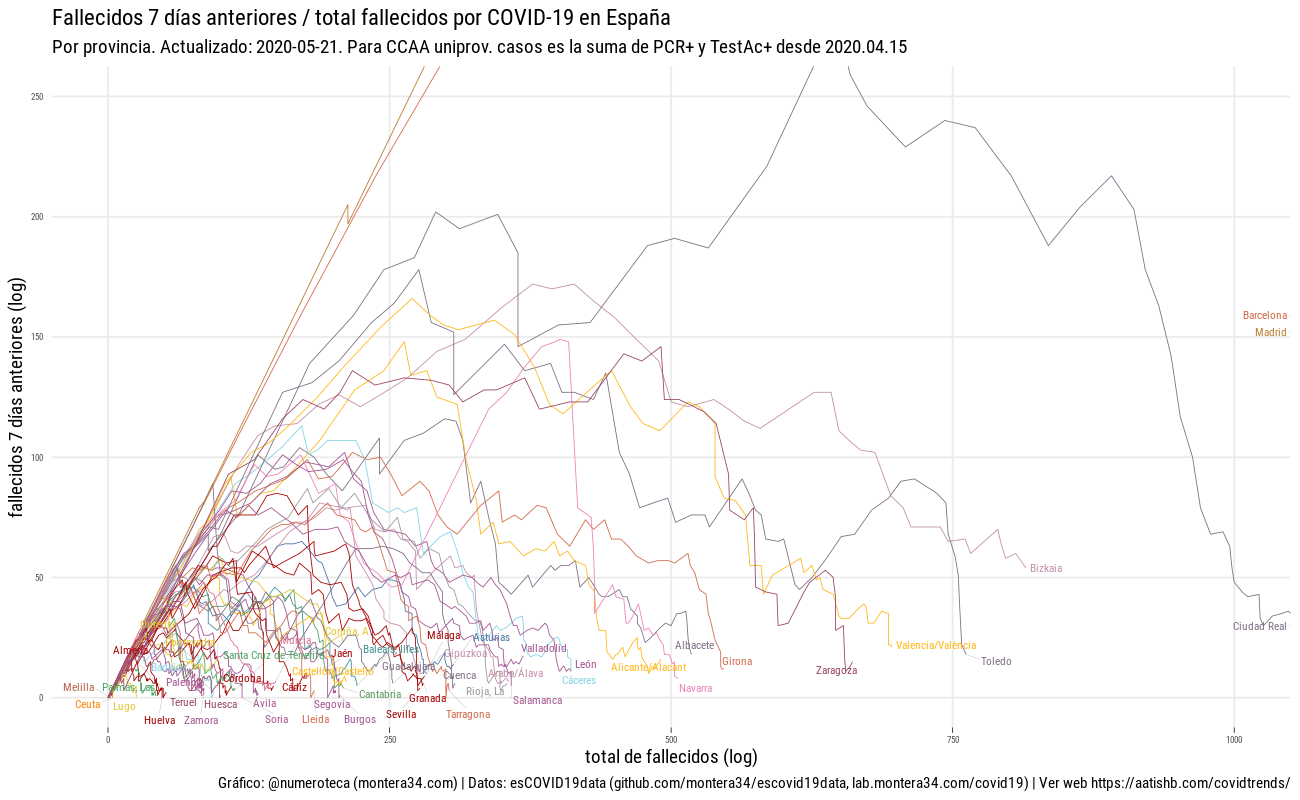 Fallecidos 7 días anteriores / total fallecidos por COVID-19 en España
Por provincia. Actualizado: 2020-05-21. Para CCAA uniprov. casos es la suma de PCR+ y TestAc+ desde 2020.04.15
fallecidos 7 días anteriores (log)
250
200
150
100
50
0
Barcelona
Madrid
Bizkaia
Ciudad Real
Coruña, A
Málaga
Asturias
Murcia
Albacete
Valencia/València
Almería
Santa Cruz de Tenerife
Jaén
Balears, Illes
Gipuzkoa
Valladolid
Toledo
Guadalajara
León
Alicante/Alacant
Girona
Zaragoza
Castellón/Castelló
Cuenca
Araba/Álava
Cáceres
Palencia
Córdoba
Melilla
Palmas, Las
Cádiz
Cantabria
Rioja, La
Navarra
Ceuta
Lugo
Teruel
Huesca
Ávila
Segovia
Granada
Salamanca
Huelva
Zamora
Soria
Lleida
Burgos
Sevilla
Tarragona
0
250
500
750
1000
total de fallecidos (log)
Gráfico: @numeroteca (montera34.com) | Datos: esCOVID19data (github.com/montera34/escovid19data, lab.montera34.com/covid19) | Ver web https://aatishb.com/covidtrends/